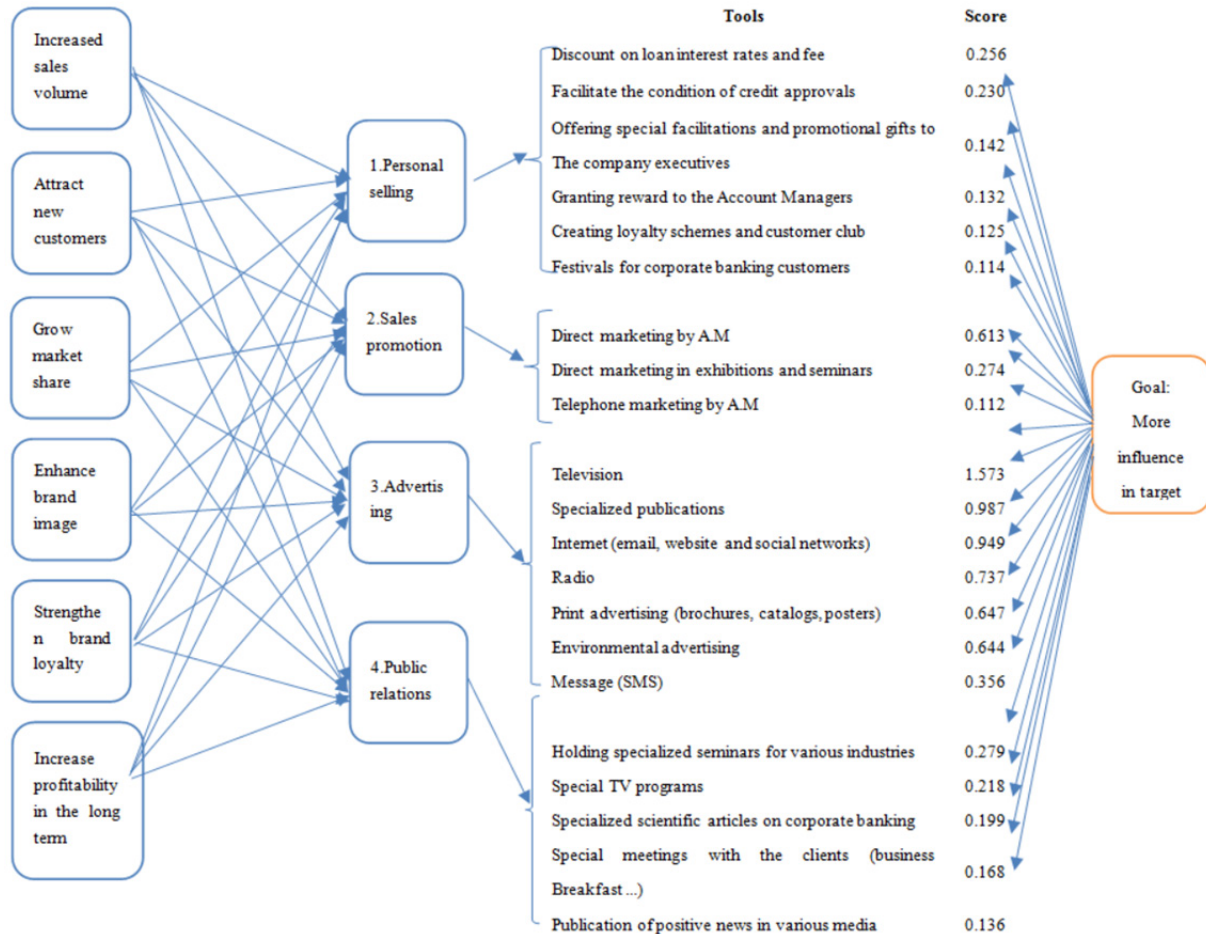 Increased
sales
volume
Attract
new
customers
Grow
market
share
Enhance
brand
image
Strengthe
n brand
loyalty
Increase
profitability
in the long
term
1.Personal
selling
2.Sales
promotion
3.Advertis
ing
4.Public
relations
Tools Score
Discount on loan interest rates and fee 0.256
Facilitate the condition of credit approvals 0.230
Offering special facilitations and promotional gifts to
The company executives 0.142
Granting reward to the Account Managers 0.132
Creating loyalty schemes and customer club 0.125
Festivals for corporate banking customers 0.114
Direct marketing by A.M 0.613
Direct marketing in exhibitions and seminars 0.274
Telephone marketing by A.M 0.112
Television 1.573
Specialized publications 0.987
Internet (email, website and social networks) 0.949
Radio 0.737
Print advertising (brochures, catalogs, posters) 0.647
Environmental advertising 0.644
Message (SMS) 0.356
Holding specialized seminars for various industries 0.279
Special TV programs 0.218
Specialized scientific articles on corporate banking 0.199
Special meetings with the clients (business
Breakfast ...) 0.168
Publication of positive news in various media 0.136
Goal:
More
influence
in target